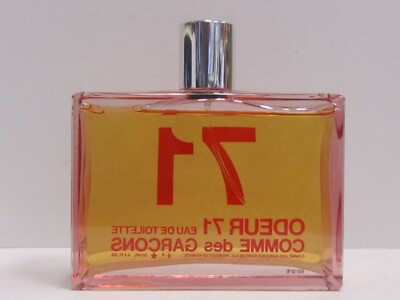 71
ODEUR 71 EAU DE TOILETTE
COMME des GARÇONS